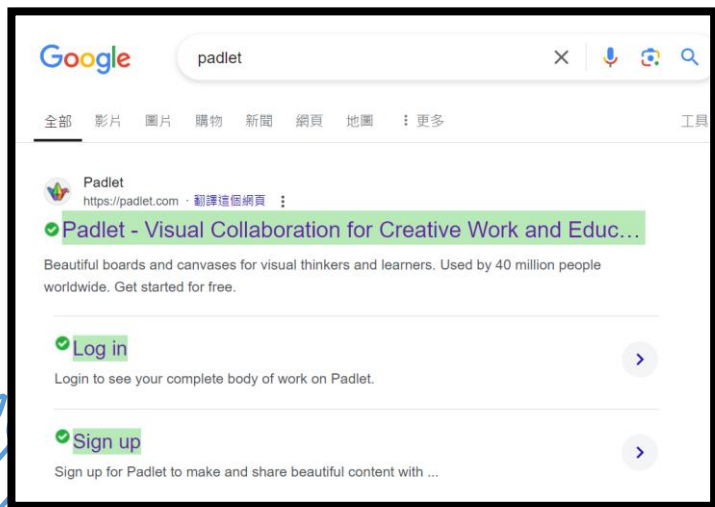 Google
padlet
全部 影片 圖片 購物 新聞 網頁 地圖 更多 工具
Padlet
https://padlet.com · 翻譯這個網頁
Padlet - Visual Collaboration for Creative Work and Educ...
Beautiful boards and canvases for visual thinkers and learners. Used by 40 million people
worldwide. Get started for free.
Log in
Login to see your complete body of work on Padlet.
Sign up
Sign up for Padlet to make and share beautiful content with ...